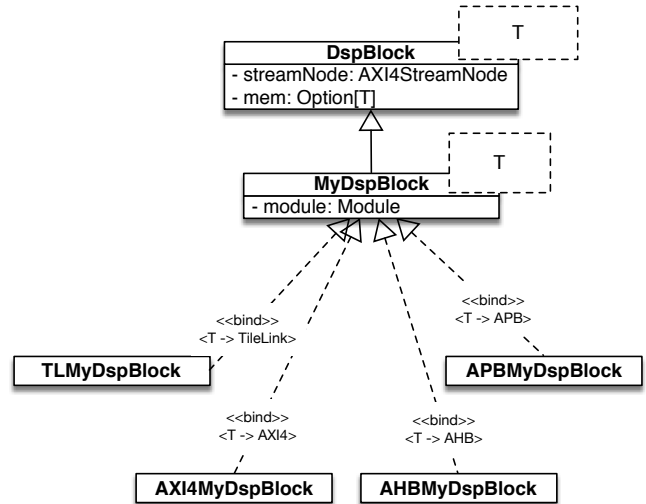 T
DspBlock
- streamNode: AXI4StreamNode
- mem: Option[T]
T
MyDspBlock
- module: Module
<<bind>>
<T -> APB>
<<bind>>
<T -> TileLink>
TLMyDspBlock
APBMyDspBlock
<<bind>>
<T -> AXI4>
<<bind>>
<T -> AHB>
AXI4MyDspBlock
AHBMyDspBlock